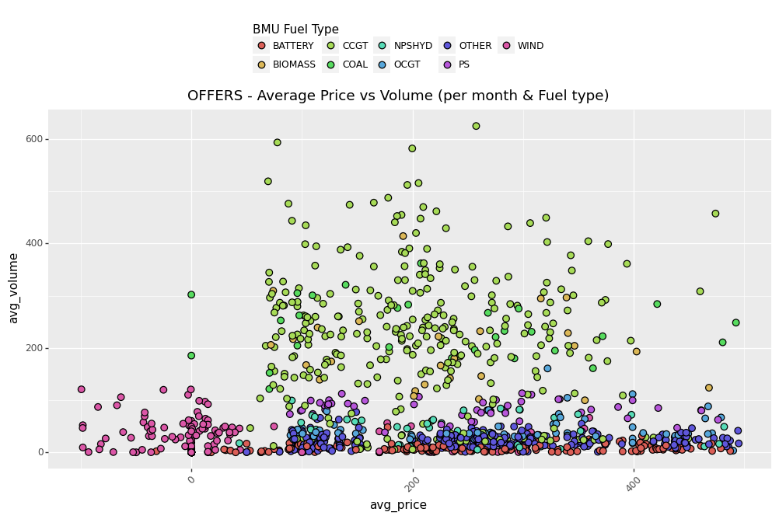 BMU Fuel Type
BATTERY CCGT NPSHYD OTHER WIND
BIOMASS COAL OCGT PS
OFFERS - Average Price vs Volume (per month & Fuel type)
600
400
200
0
avg_volume
0 200 400
avg_price